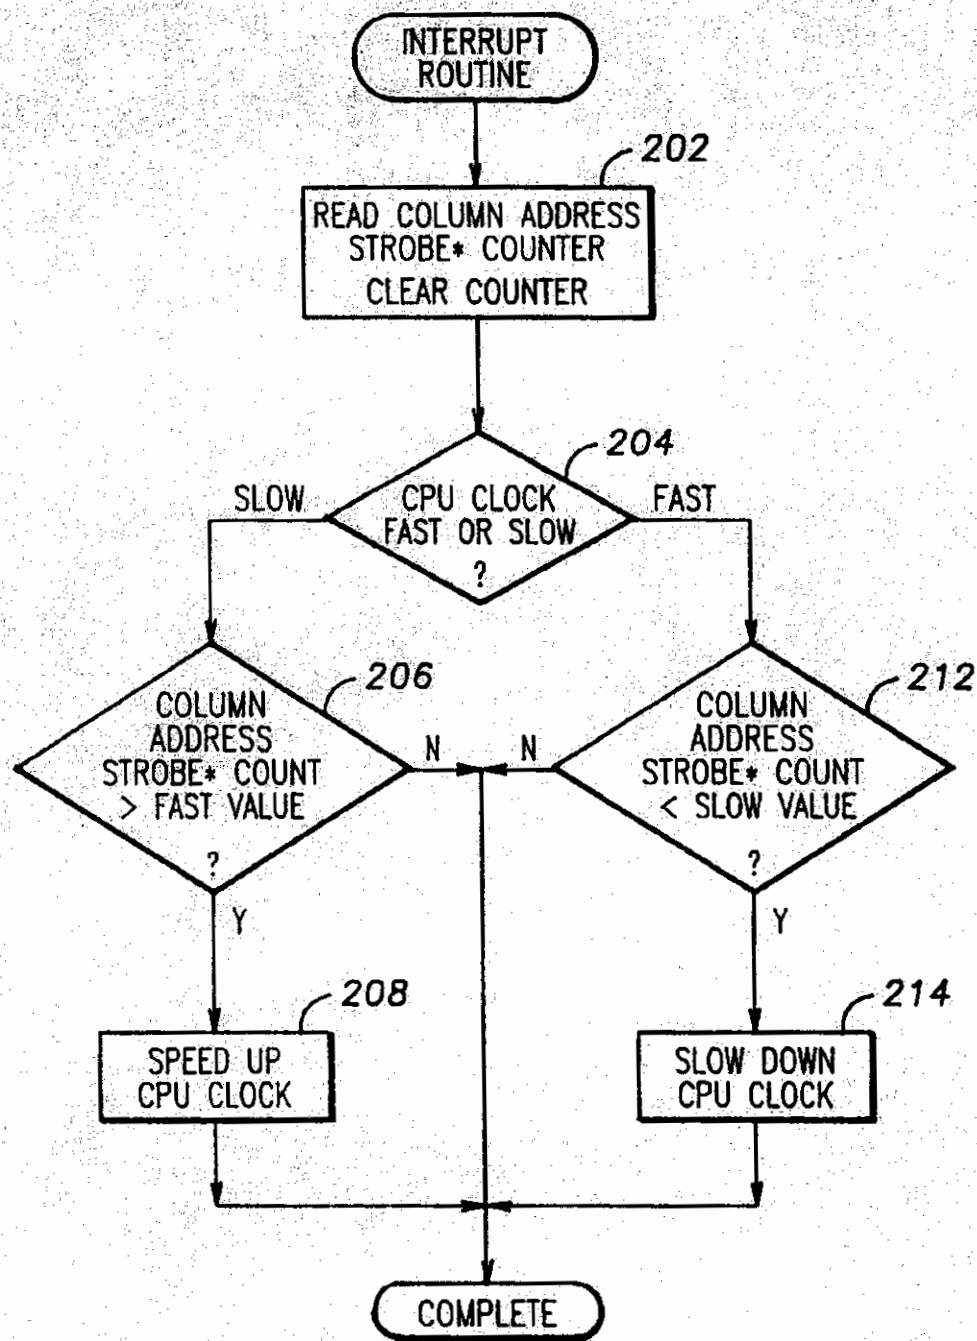 INTERRUPT
ROUTINE
202
READ COLUMN ADDRESS
STROBE* COUNTER
CLEAR COUNTER
204
SLOW
CPU CLOCK
FAST OR SLOW
?
FAST
206
COLUMN
ADDRESS
STROBE* COUNT
> FAST VALUE
?
N
N
212
COLUMN
ADDRESS
STROBE* COUNT
< SLOW VALUE
?
Y
Y
208
SPEED UP
CPU CLOCK
214
SLOW DOWN
CPU CLOCK
COMPLETE